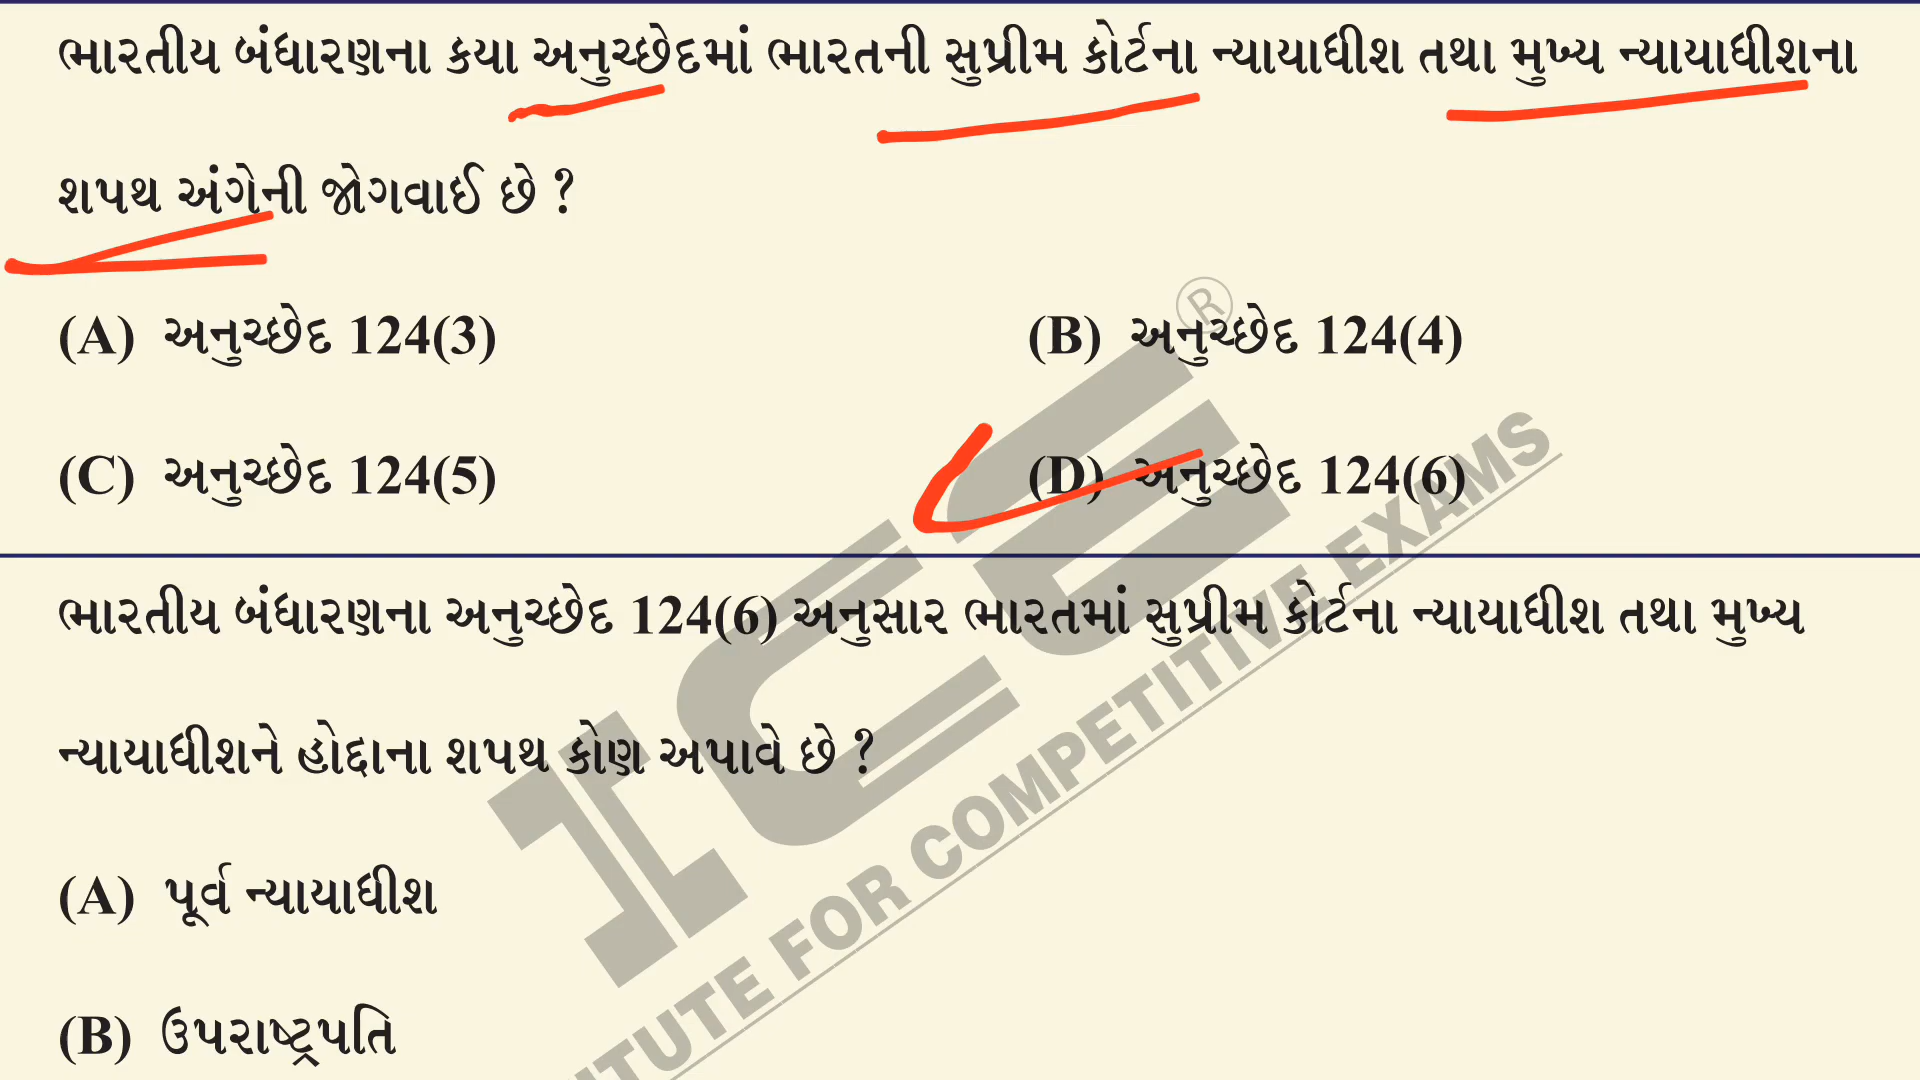 ભારતીય બંધારણના કયા અનુચ્છેદમાં ભારતની સુપ્રીમ કોર્ટના ન્યાયાધીશ તથા મુખ્ય ન્યાયાધીશના
શપથ અંગેની જોગવાઈ છે ?
(A) અનુચ્છેદ 124(3)
(B) અનુચ્છેદ 124(4)
(C) અનુચ્છેદ 124(5)
(D) અનુચ્છેદ 124(6)
ભારતીય બંધારણના અનુચ્છેદ 124(6) અનુસાર ભારતમાં સુપ્રીમ કોર્ટના ન્યાયાધીશ તથા મુખ્ય
ન્યાયાધીશને હોદ્દાના શપથ કોણ અપાવે છે ?
(A) પૂર્વ ન્યાયાધીશ
(B) ઉપરાષ્ટ્રપતિ
ICE ®
TUTE FOR COMPETITIVE EXAMS